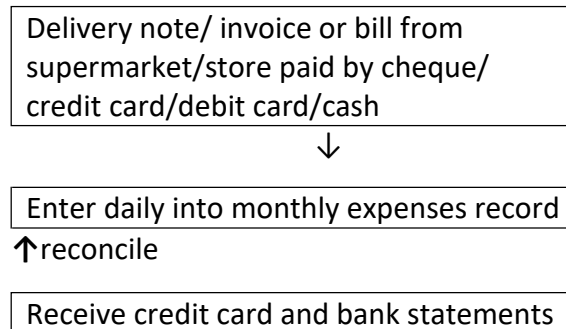 Delivery note/ invoice or bill from
supermarket/store paid by cheque/
credit card/debit card/cash
↓
Enter daily into monthly expenses record
↑reconcile
Receive credit card and bank statements